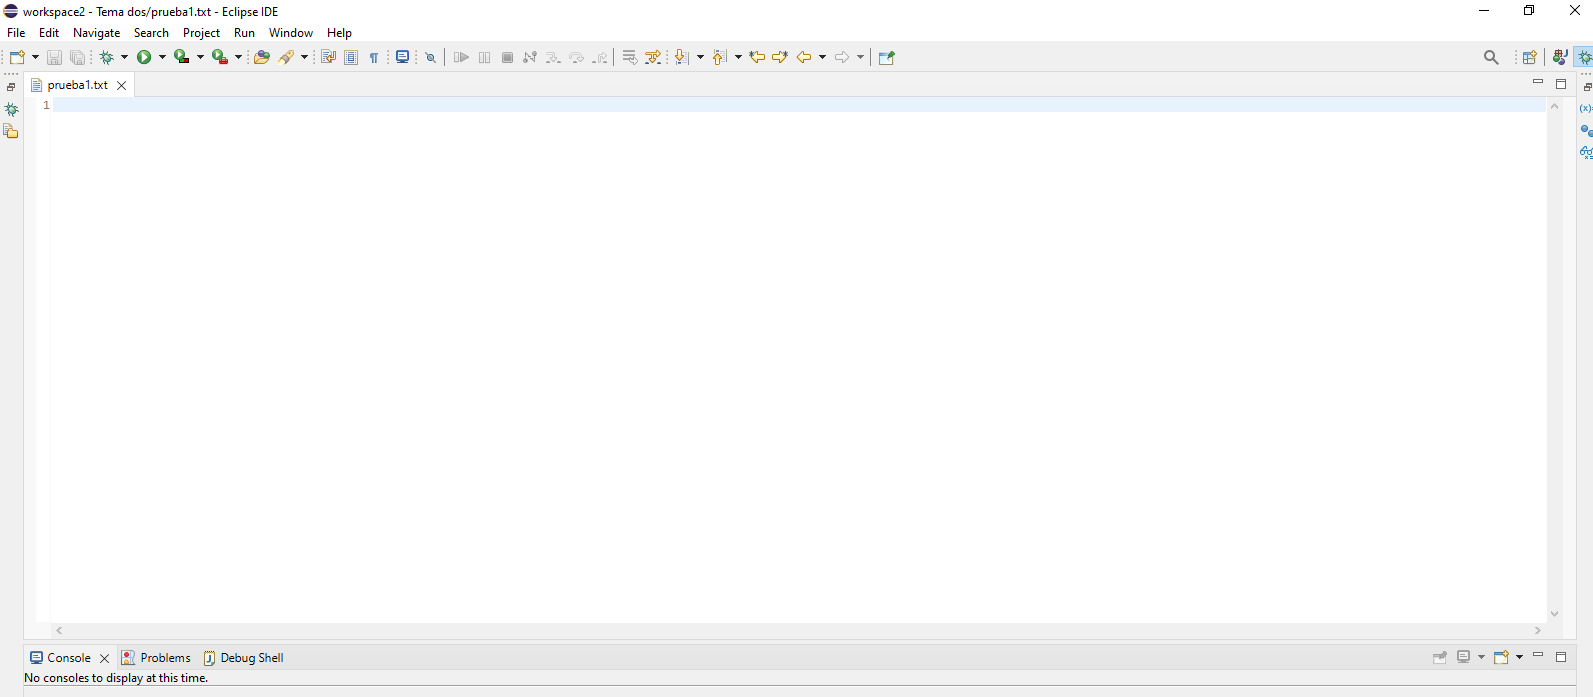 workspace2 - Tema dos/prueba1.txt - Eclipse IDE
File Edit Navigate Search Project Run Window Help
prueba1.txt
1
(x)=
Console Problems Debug Shell
No consoles to display at this time.